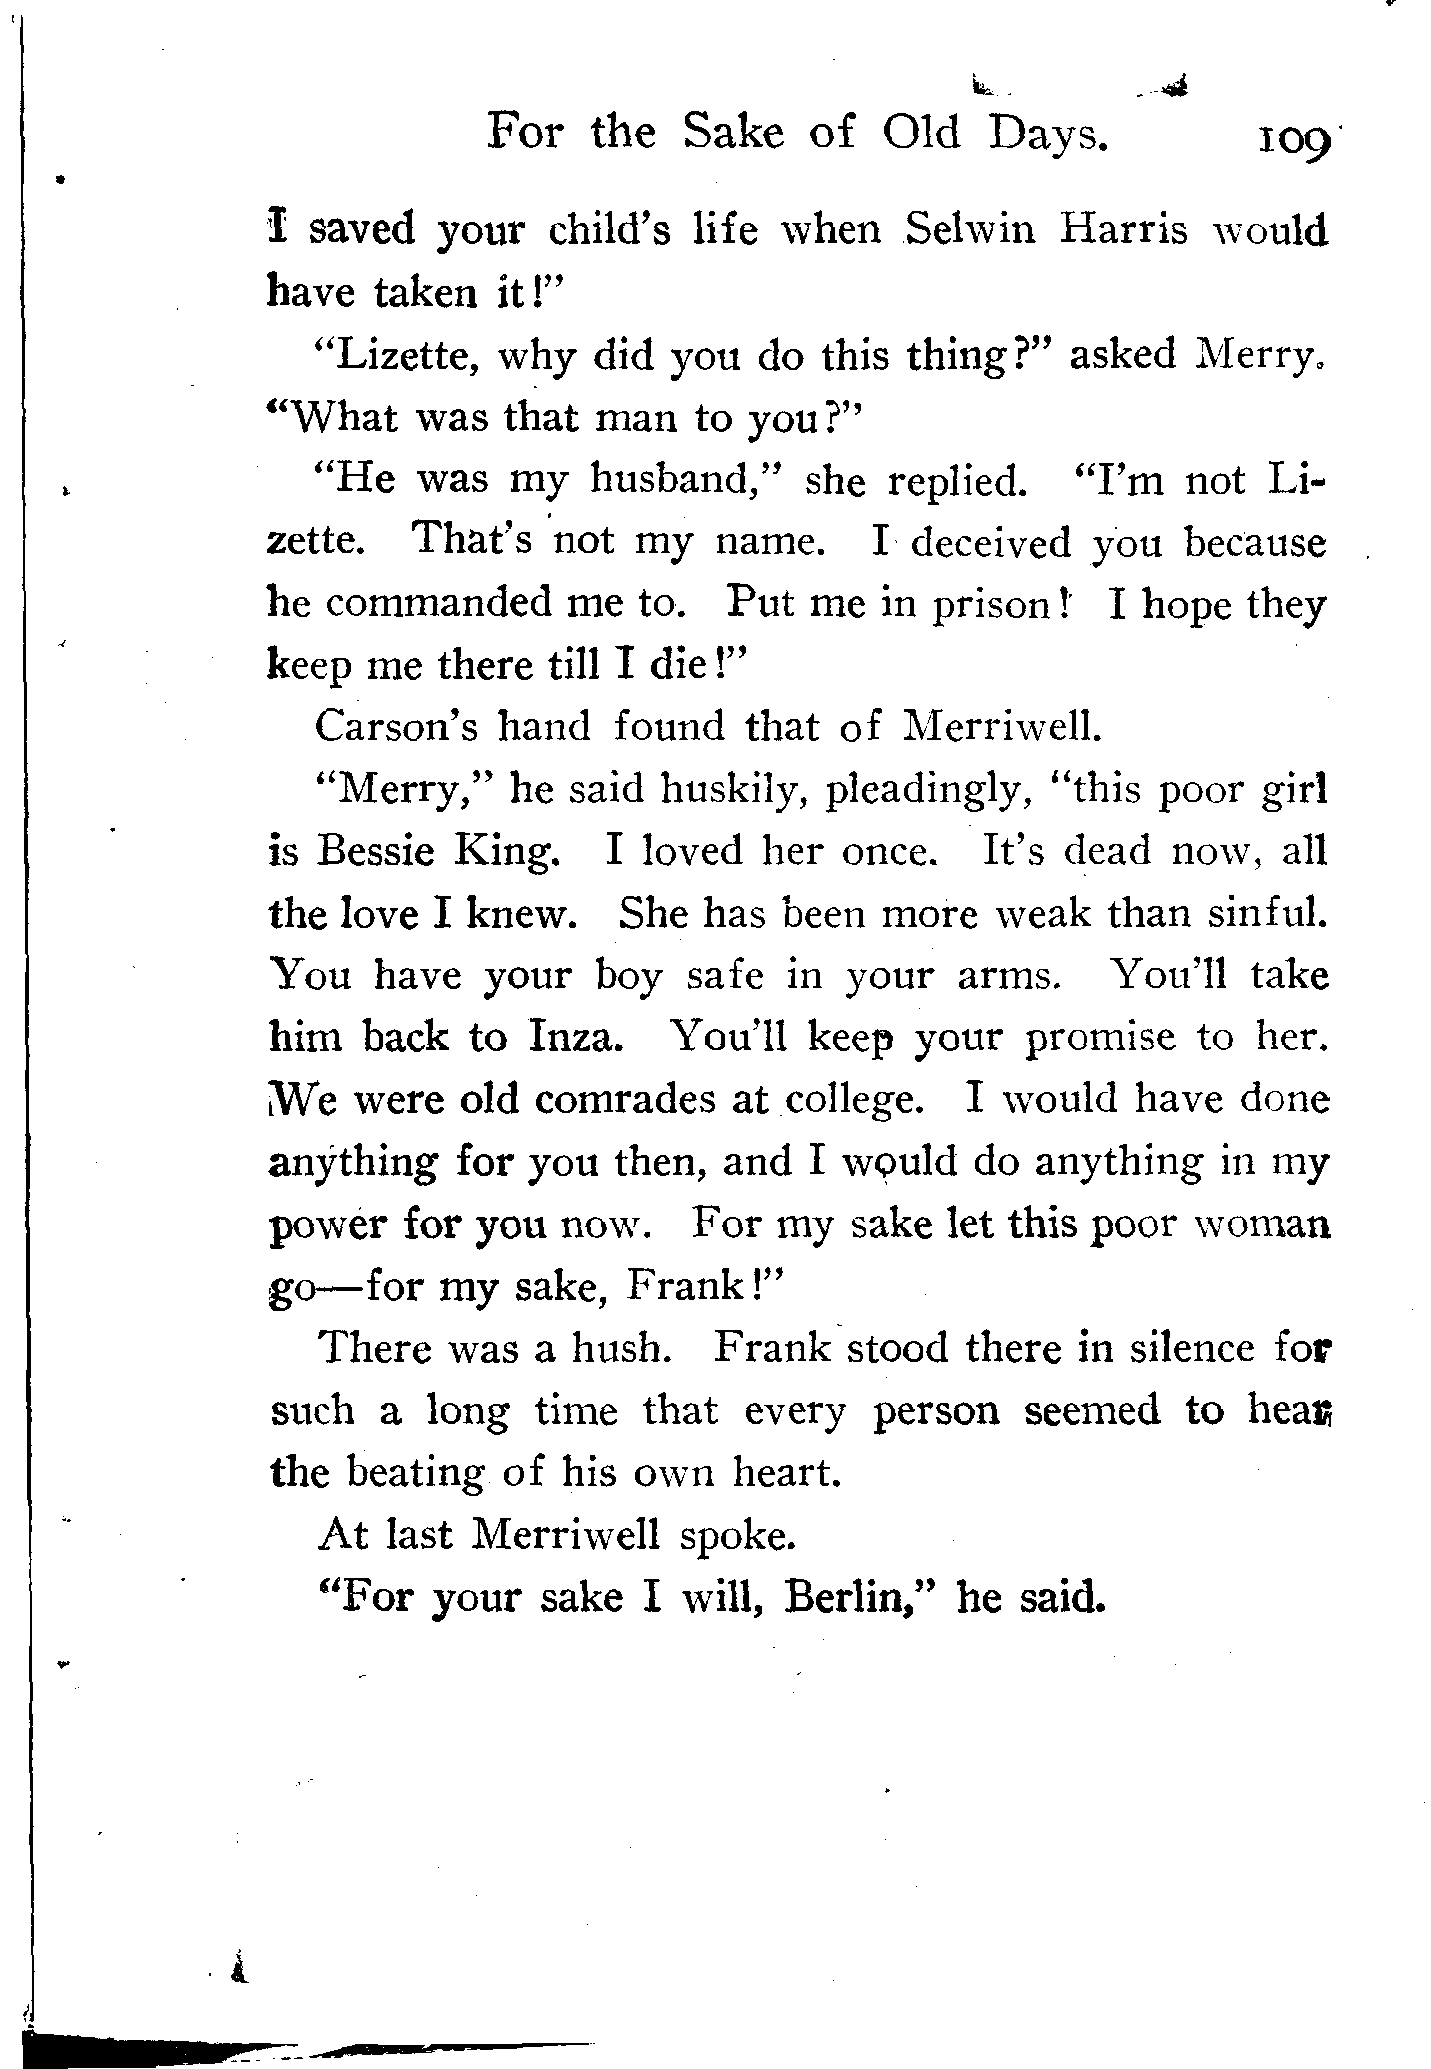 For the Sake of Old Days. 109
I saved your child's life when Selwin Harris would
have taken it!"
"Lizette, why did you do this thing?" asked Merry.
"What was that man to you?"
"He was my husband," she replied. "I'm not Li-
zette. That's not my name. I deceived you because
he commanded me to. Put me in prison! I hope they
keep me there till I die!"
Carson's hand found that of Merriwell.
"Merry," he said huskily, pleadingly, "this poor girl
is Bessie King. I loved her once. It's dead now, all
the love I knew. She has been more weak than sinful.
You have your boy safe in your arms. You'll take
him back to Inza. You'll keep your promise to her.
We were old comrades at college. I would have done
anything for you then, and I would do anything in my
power for you now. For my sake let this poor woman
go—for my sake, Frank!"
There was a hush. Frank stood there in silence for
such a long time that every person seemed to hear
the beating of his own heart.
At last Merriwell spoke.
"For your sake I will, Berlin," he said.